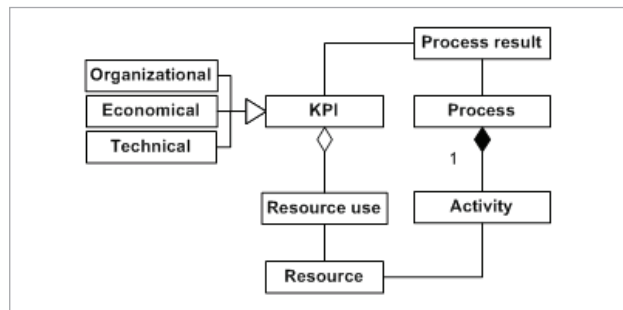 Process result
Organizational
Economical
Technical
KPI
Process
1
Resource use
Activity
Resource